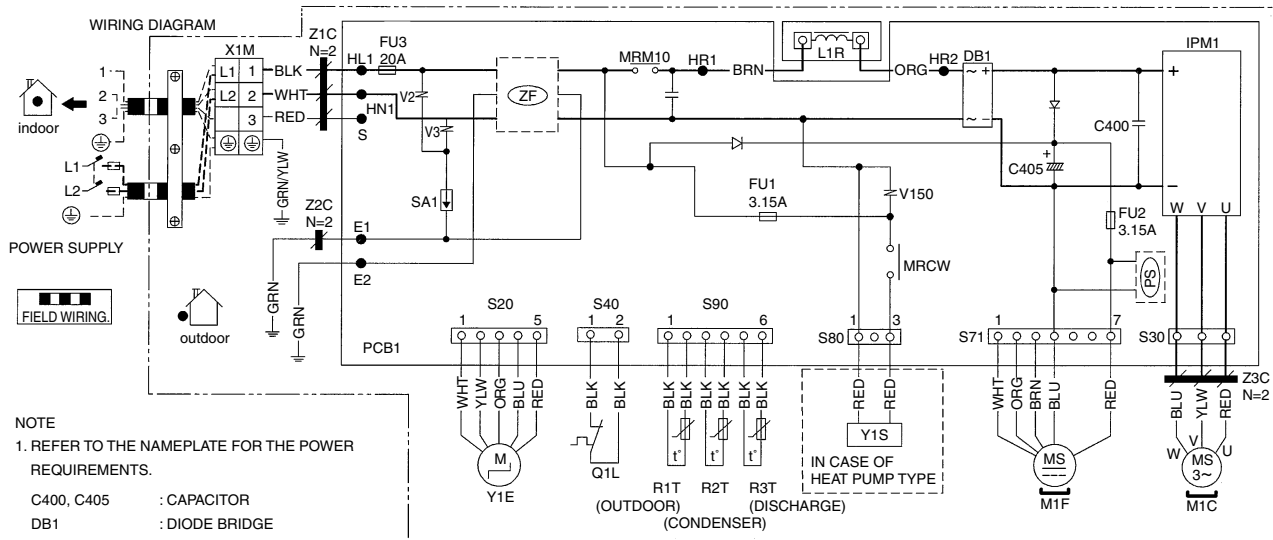 WIRING DIAGRAM
X1M
Z1C
N=2
HL1
FU3
20A
L1 1
L2 2
3
BLK
WHT
RED
HN1
S
V2
V3
ZF
SA1
MRM10
HR1
BRN
L1R
ORG
HR2
DB1
~ +
~ −
IPM1
+
−
W V U
C400
C405
+
1
2
3
indoor
L1
L2
POWER SUPPLY
FIELD WIRING.
outdoor
GRN/YLW
Z2C
N=2
E1
E2
GRN
GRN
FU1
3.15A
V150
MRCW
FU2
3.15A
PS
PCB1
S20
1 5
S40
1 2
S90
1 6
S80
1 3
S71
1 7
S30
Z3C
N=2
WHT
YLW
ORG
BLU
RED
BLK
BLK
BLK
BLK
BLK
BLK
BLK
BLK
RED
RED
WHT
ORG
BRN
BLU
RED
BLU
YLW
RED
M
Y1E
Q1L
t°
t°
t°
R1T
(OUTDOOR)
R2T
(CONDENSER)
R3T
(DISCHARGE)
Y1S
IN CASE OF
HEAT PUMP TYPE
MS
M1F
W V U
MS
3~
M1C
NOTE
1. REFER TO THE NAMEPLATE FOR THE POWER
REQUIREMENTS.
C400, C405 : CAPACITOR
DB1 : DIODE BRIDGE